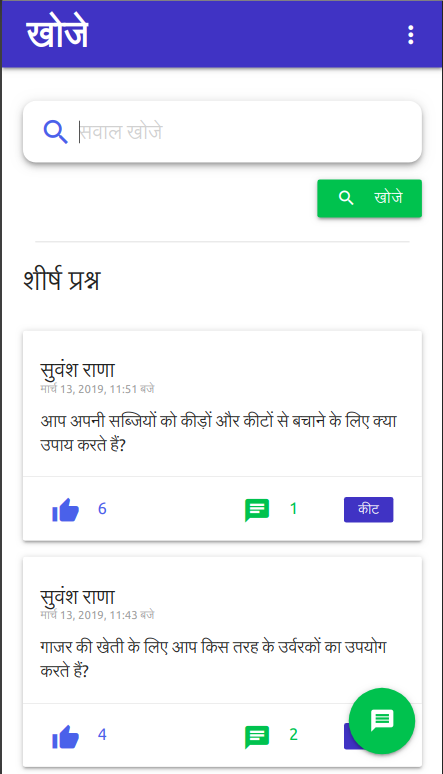 खोजे
सवाल खोजे
खोजे
शीर्ष प्रश्न
सुवंश राणा
मार्च 13, 2019, 11:51 बजे
आप अपनी सब्जियों को कीड़ों और कीटों से बचाने के लिए क्या
उपाय करते हैं?
6 1 कीट
सुवंश राणा
मार्च 13, 2019, 11:43 बजे
गाजर की खेती के लिए आप किस तरह के उर्वरकों का उपयोग
करते हैं?
4 2